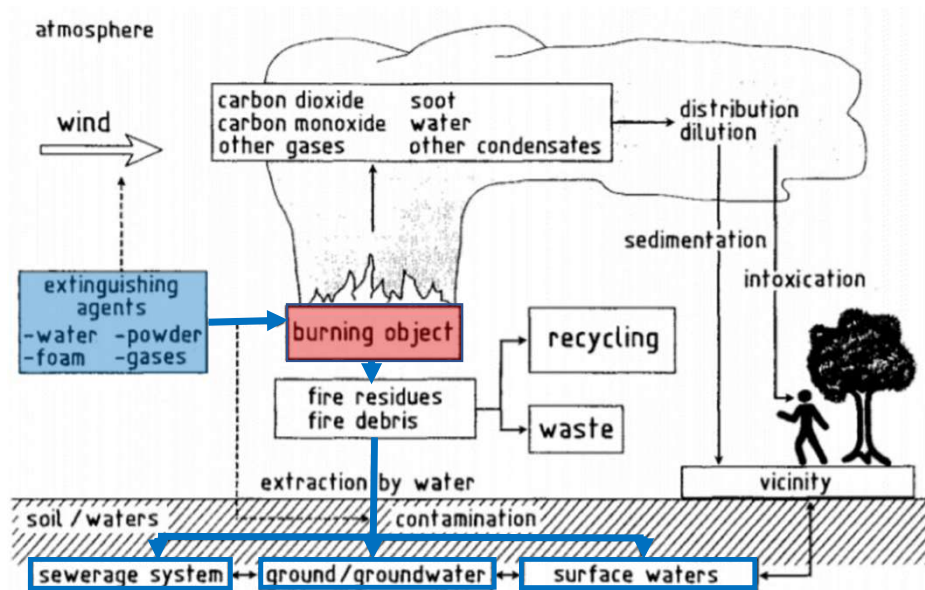 atmosphere
wind
carbon dioxide soot
carbon monoxide water
other gases other condensates
distribution
dilution
sedimentation
intoxication
extinguishing
agents
-water -powder
-foam -gases
burning object
recycling
fire residues
fire debris
waste
extraction by water
vicinity
soil/waters
contamination
sewerage system
ground/groundwater
surface waters